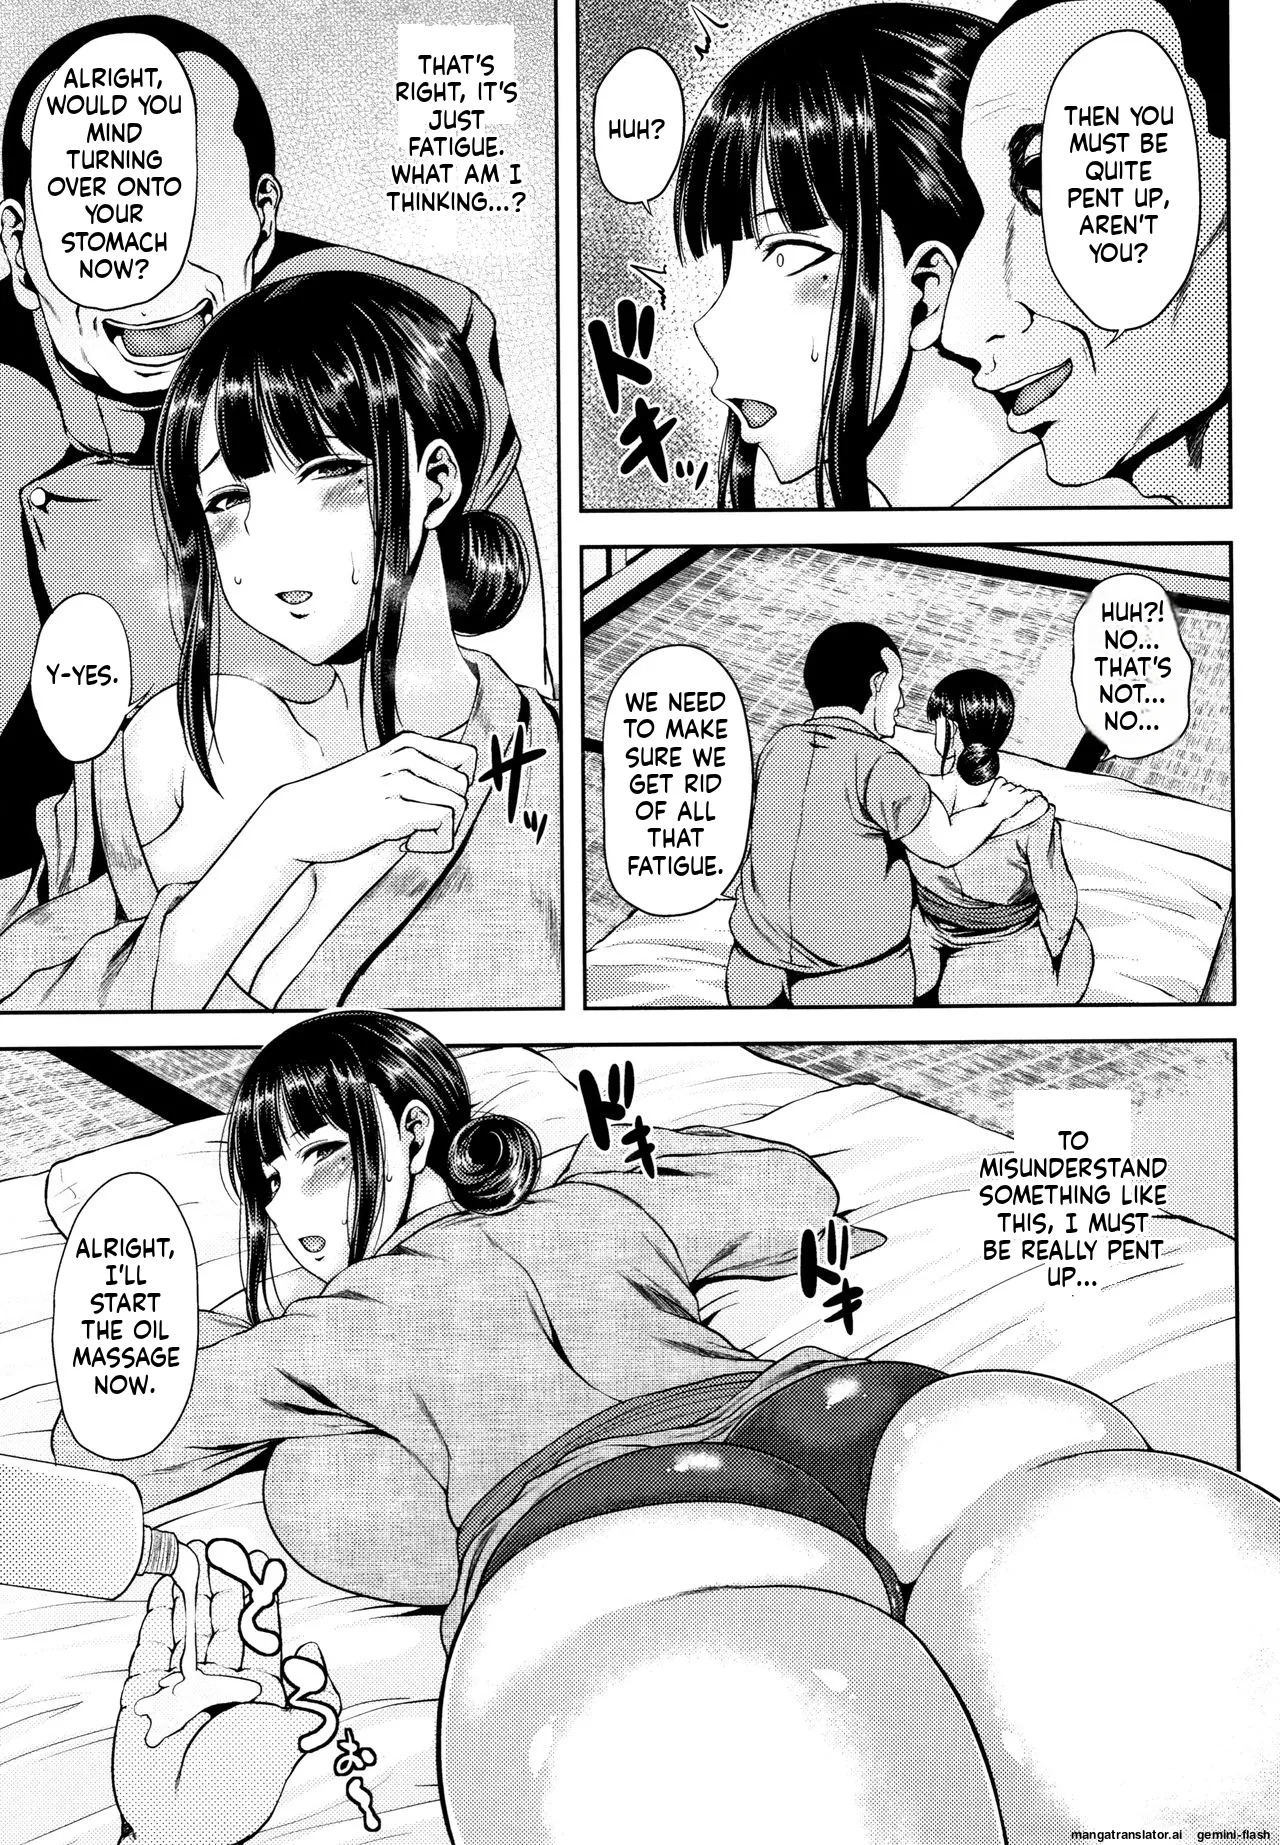 THEN YOU
MUST BE
QUITE
PENT UP,
AREN'T
YOU?
HUH?
ドキッ
HUH?!
NO...
THAT'S
NOT...
NO...
WE NEED
TO MAKE
SURE WE
GET RID
OF ALL
THAT
FATIGUE.
THAT'S
RIGHT, IT'S
JUST
FATIGUE.
WHAT AM I
THINKING...?
ALRIGHT,
WOULD YOU
MIND
TURNING
OVER ONTO
YOUR
STOMACH
NOW?
Y-YES.
TO
MISUNDERSTAND
SOMETHING LIKE
THIS, I MUST
BE REALLY PENT
UP...
ドキ
ドキ
ALRIGHT,
I'LL
START
THE OIL
MASSAGE
NOW.
とろぉー
mangatranslator.ai gemini-flash